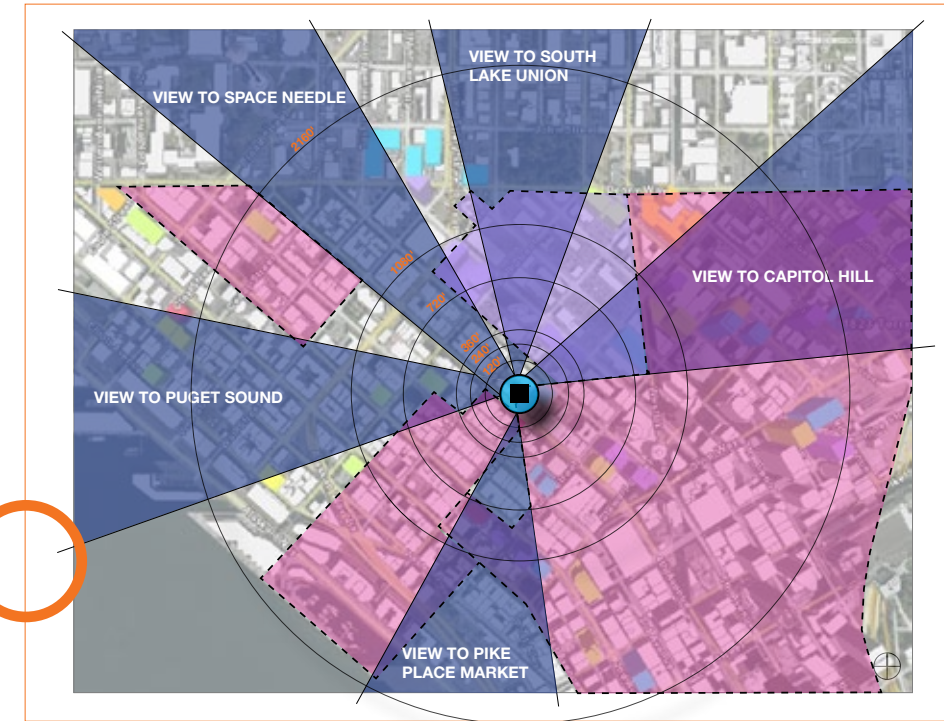 VIEW TO SOUTH
LAKE UNION
VIEW TO SPACE NEEDLE
2160'
VIEW TO CAPITOL HILL
720'
360'
240'
120'
VIEW TO PUGET SOUND
VIEW TO PIKE
PLACE MARKET